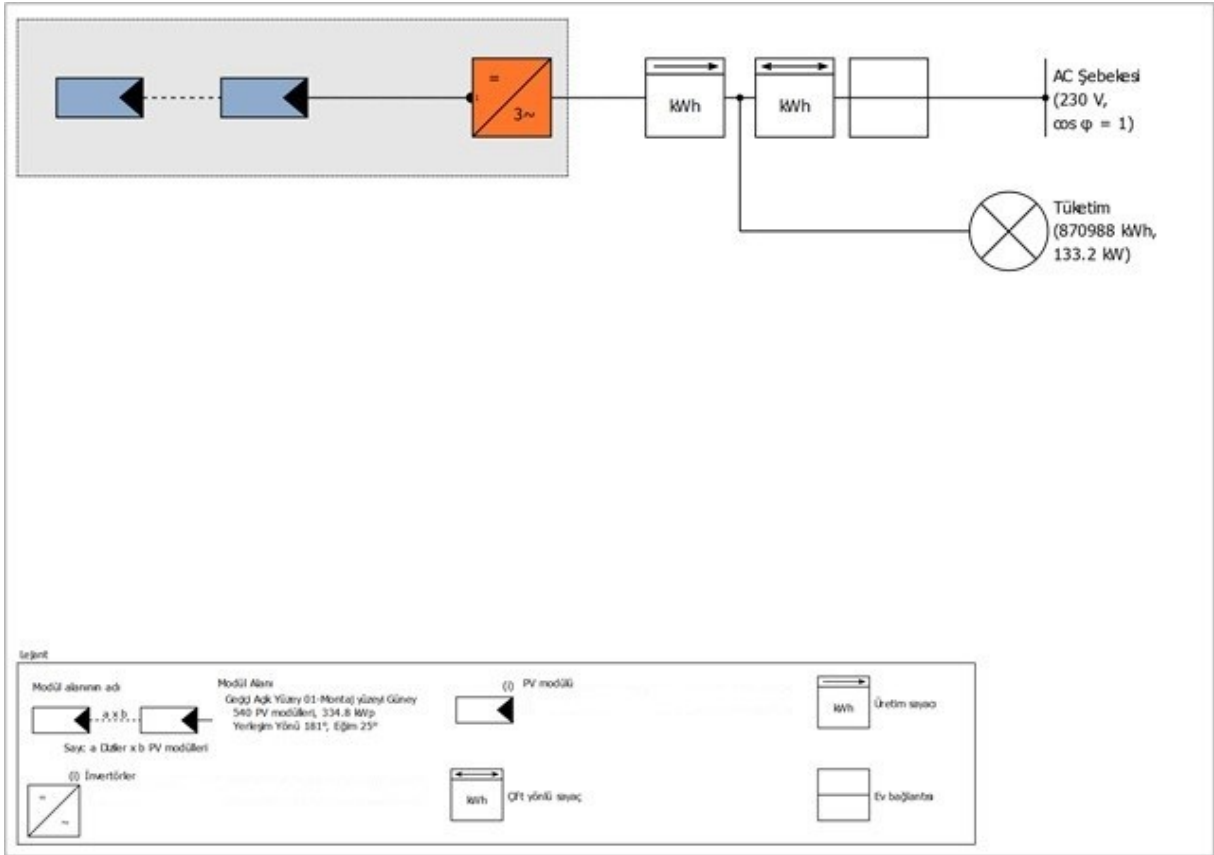 AC Şebekesi
(230 V,
cos φ = 1)
=
1
3~
kWh
kWh
Tüketim
(870988 kWh,
133.2 kW)
Lejant
Modül alanının adı
a x b
Sayı: a Diziler x b PV modülleri
Modül Alanı
Geçici Açık Yüzey 01-Montaj yüzeyi Güney
540 PV modülleri, 334.8 kWp
Yerleşim Yönü 181°, Eğim 25°
(i) PV modülü
kWh
Üretim sayacı
(i) İnvertörler
~
kWh
Çift yönlü sayaç
Ev bağlantısı